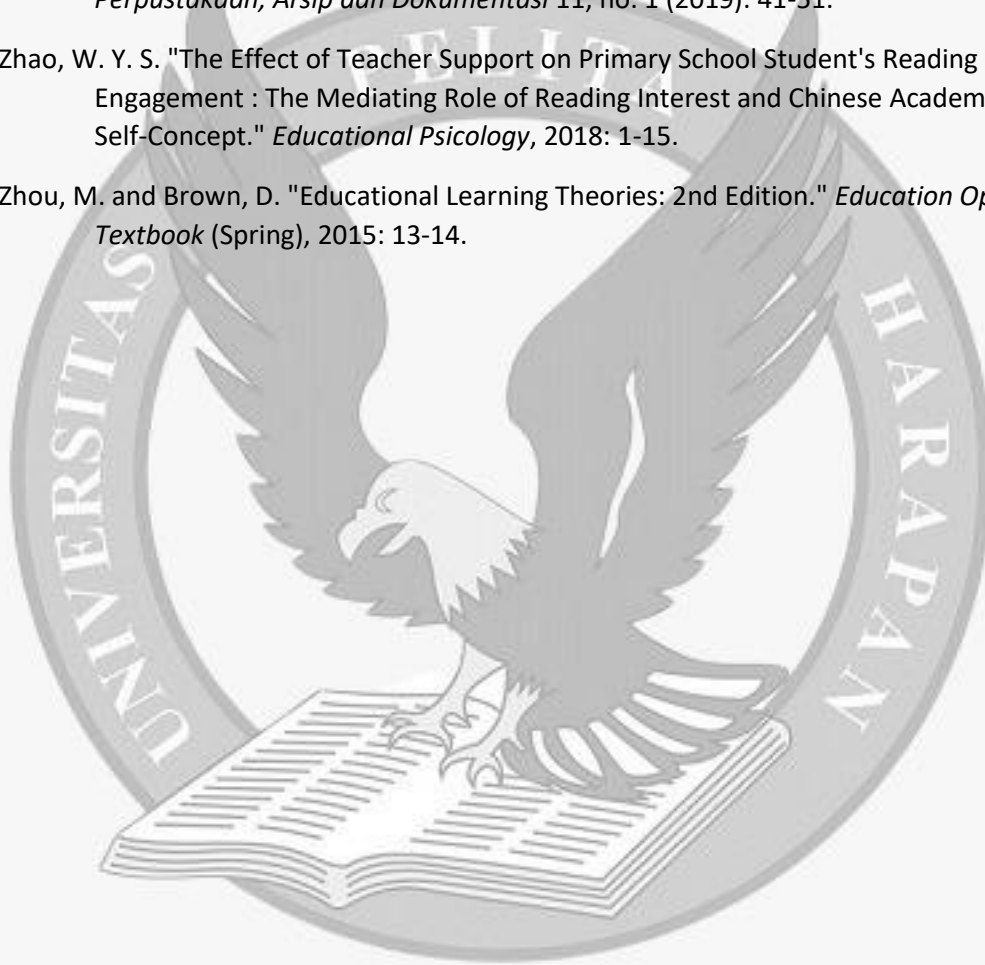 Perpustakaan, Arsip dan Dokumentasi 11, no. 1 (2019): 41-51.
Zhao, W. Y. S. "The Effect of Teacher Support on Primary School Student's Reading
Engagement : The Mediating Role of Reading Interest and Chinese Academ
Self-Concept." Educational Psicology, 2018: 1-15.
Zhou, M. and Brown, D. "Educational Learning Theories: 2nd Edition." Education Op
Textbook (Spring), 2015: 13-14.
UNIVERSITAS PELITA HARAPAN